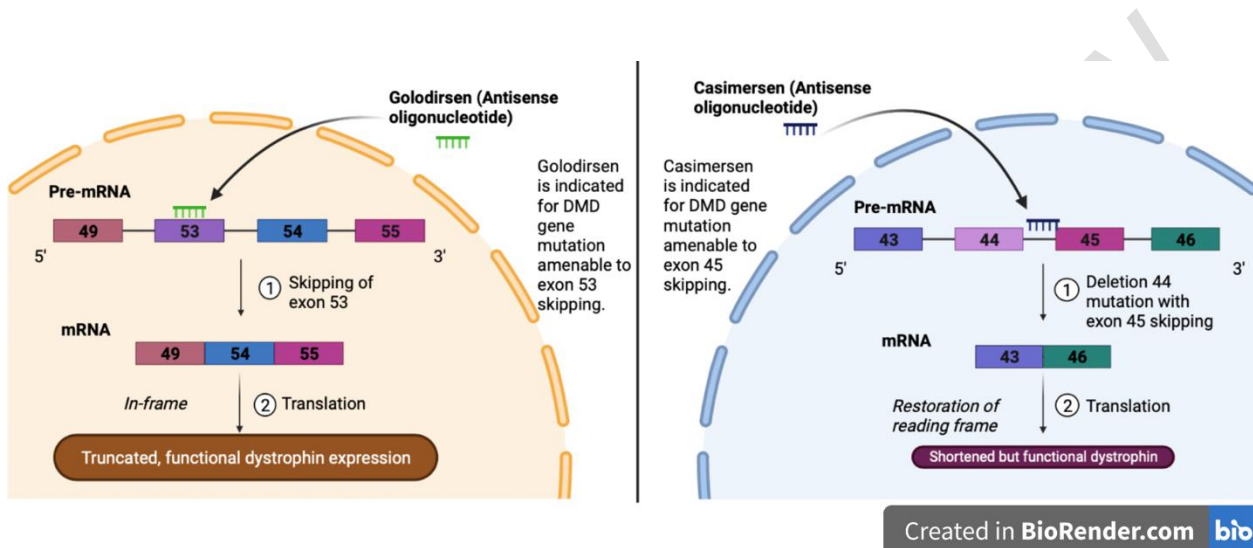 Golodirsen (Antisense
oligonucleotide)
Golodirsen
is indicated
for DMD
gene
mutation
amenable to
exon 53
skipping.
Pre-mRNA
49
53
54
55
5'
3'
1
Skipping of
exon 53
mRNA
49
54
55
In-frame
2
Translation
Truncated, functional dystrophin expression
Casimersen (Antisense
oligonucleotide)
Casimersen
is indicated
for DMD gene
mutation
amenable to
exon 45
skipping.
Pre-mRNA
43
44
45
46
5'
3'
1
Deletion 44
mutation with
exon 45 skipping
mRNA
43
46
Restoration of
reading frame
2
Translation
Shortened but functional dystrophin
Created in BioRender.com bio